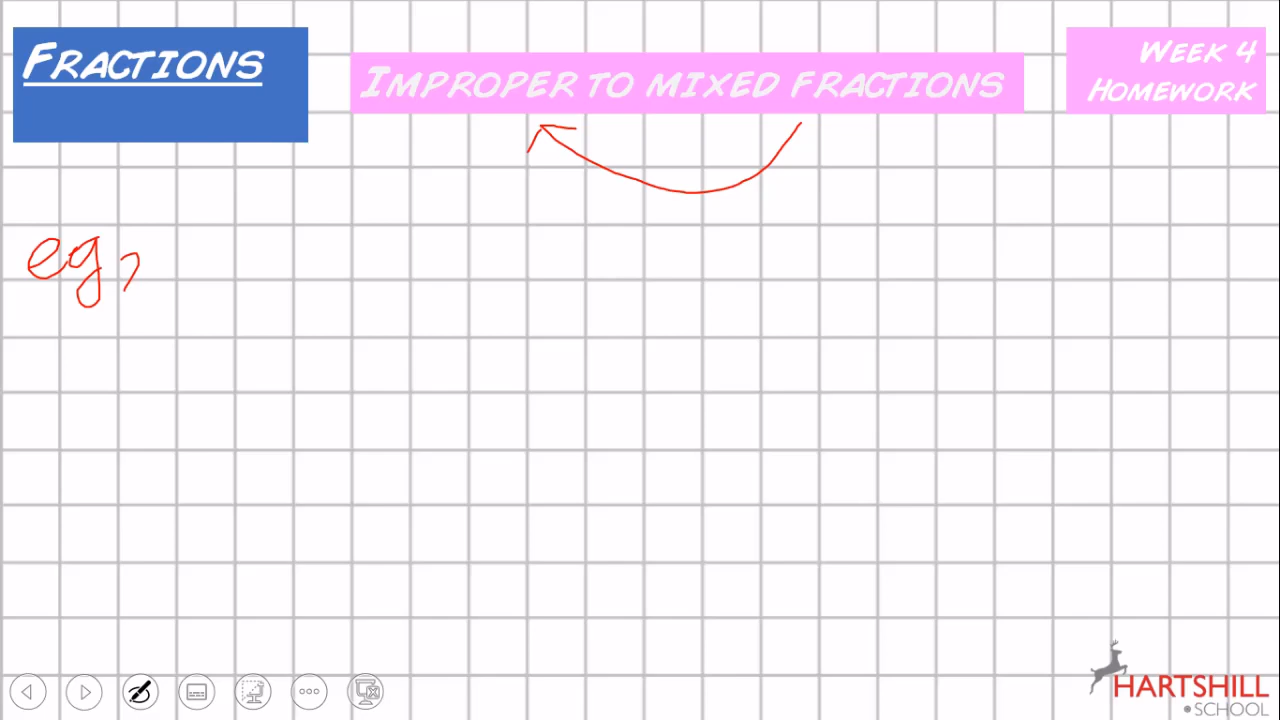 FRACTIONS
IMPROPER TO MIXED FRACTIONS
WEEK 4
HOMEWORK
eg,
HARTSHILL
•SCHOOL